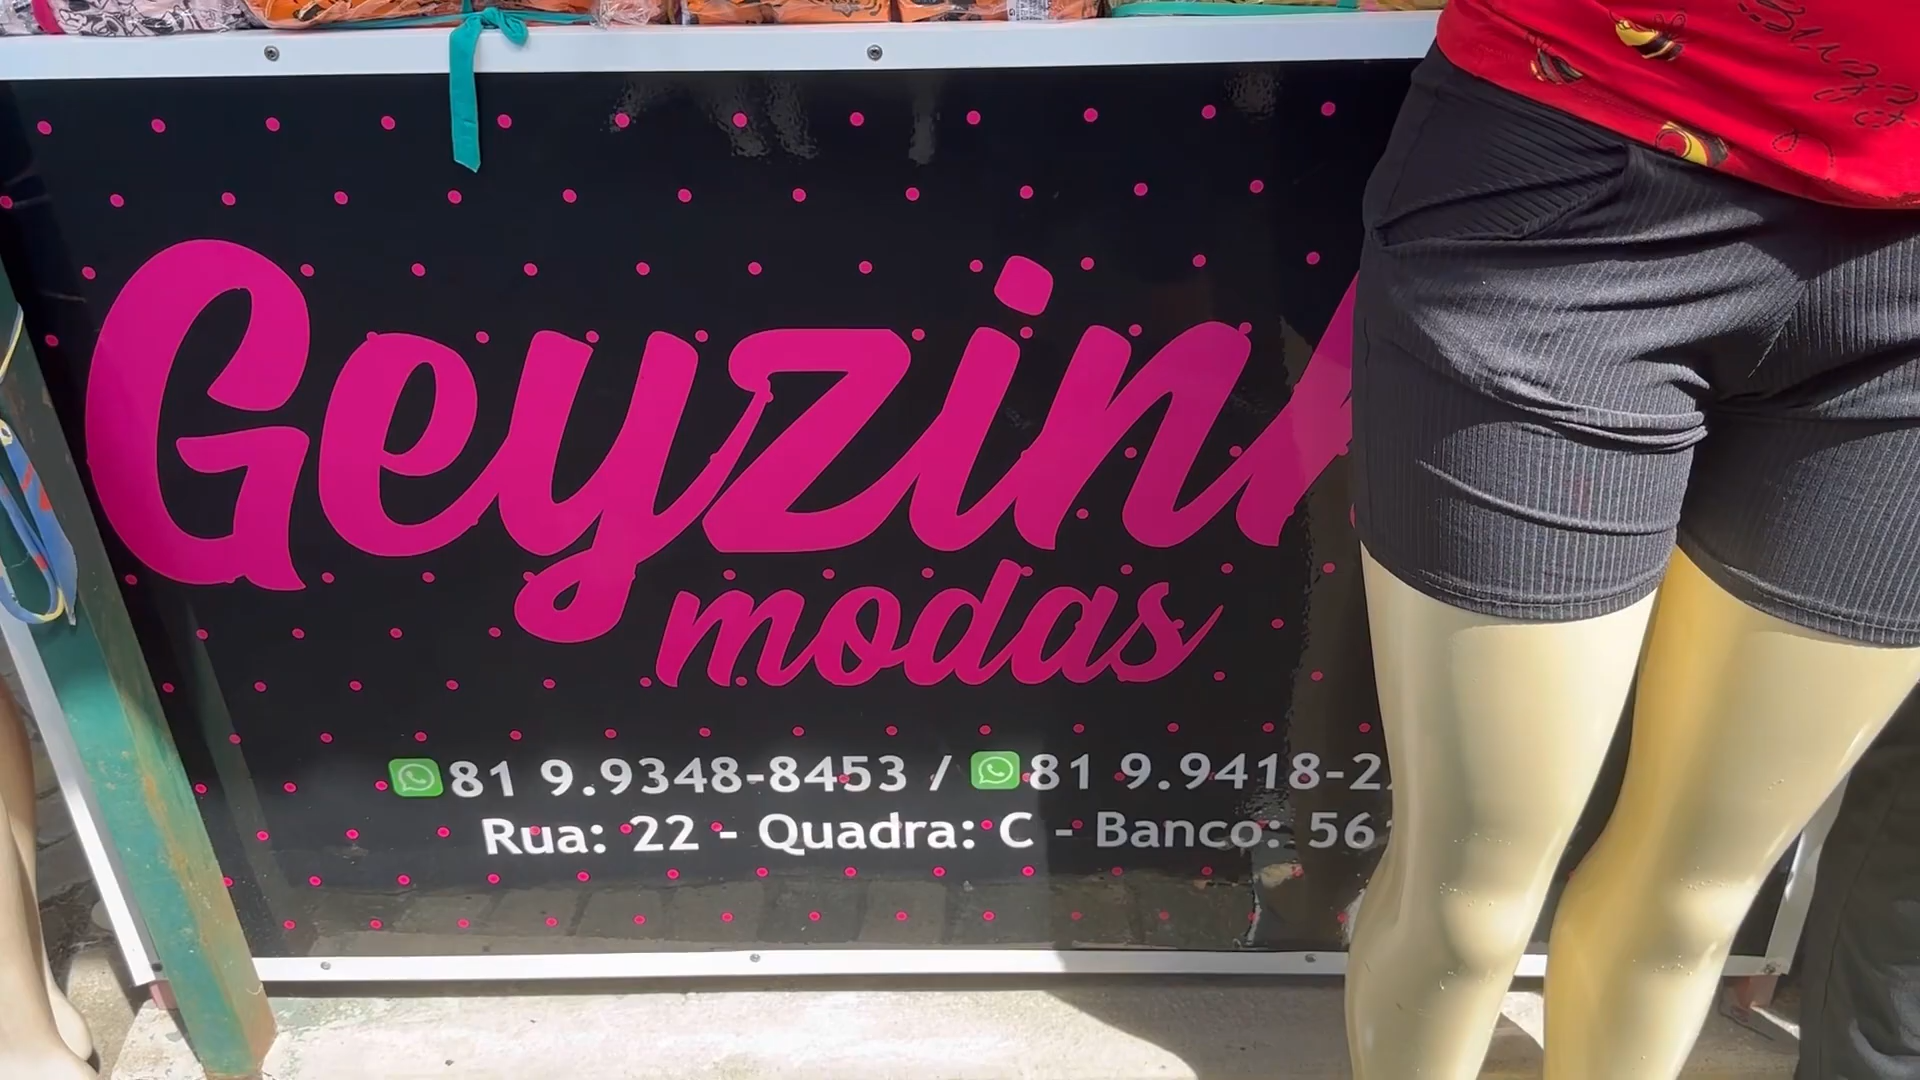 Geyzin
modas
81 9.9348-8453 / 81 9.9418-2
Rua: 22 - Quadra: C - Banco: 56